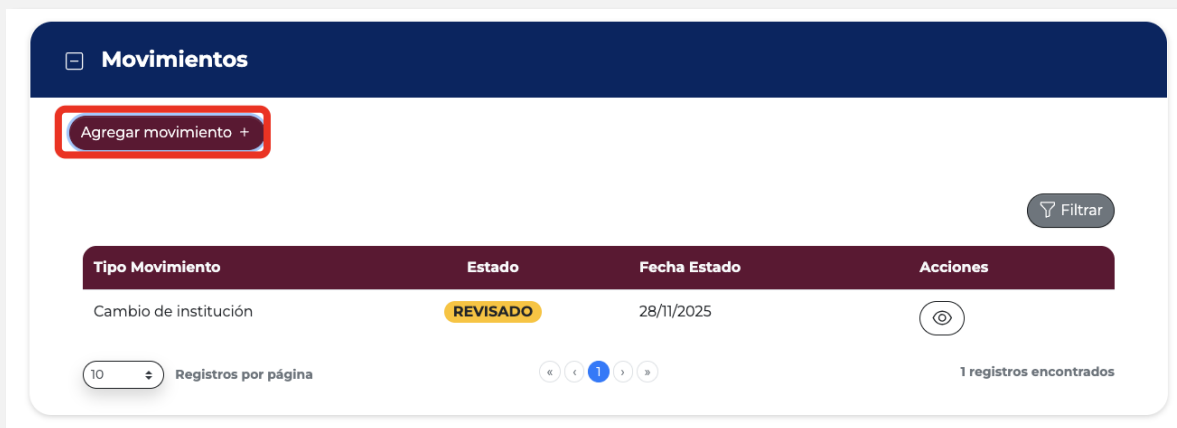 Movimientos
Agregar movimiento +
Filtrar
Tipo Movimiento Estado Fecha Estado Acciones
Cambio de institución REVISADO 28/11/2025
10 Registros por página « ‹ 1 › » 1 registros encontrados